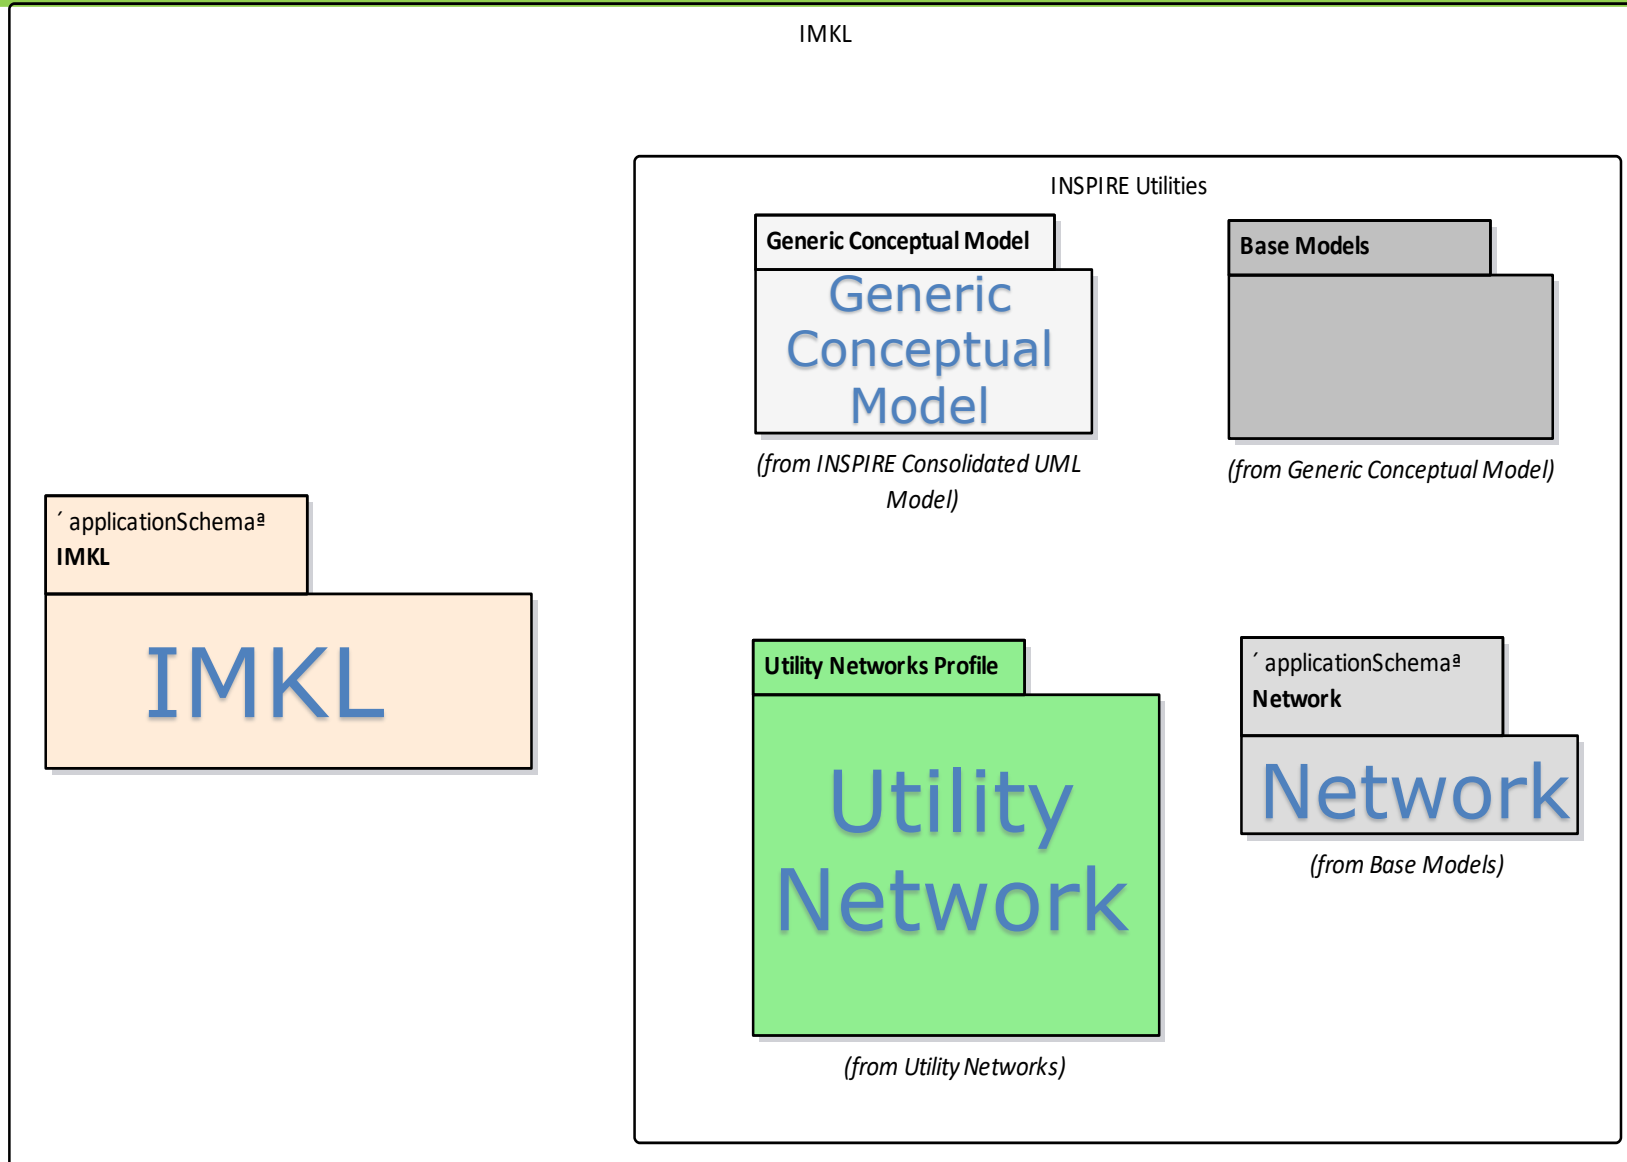 IMKL
INSPIRE Utilities
Generic Conceptual Model
Generic
Conceptual
Model
(from INSPIRE Consolidated UML
Model)
Base Models
(from Generic Conceptual Model)
´ applicationSchemaª
IMKL
IMKL
Utility Networks Profile
Utility
Network
(from Utility Networks)
´ applicationSchemaª
Network
Network
(from Base Models)